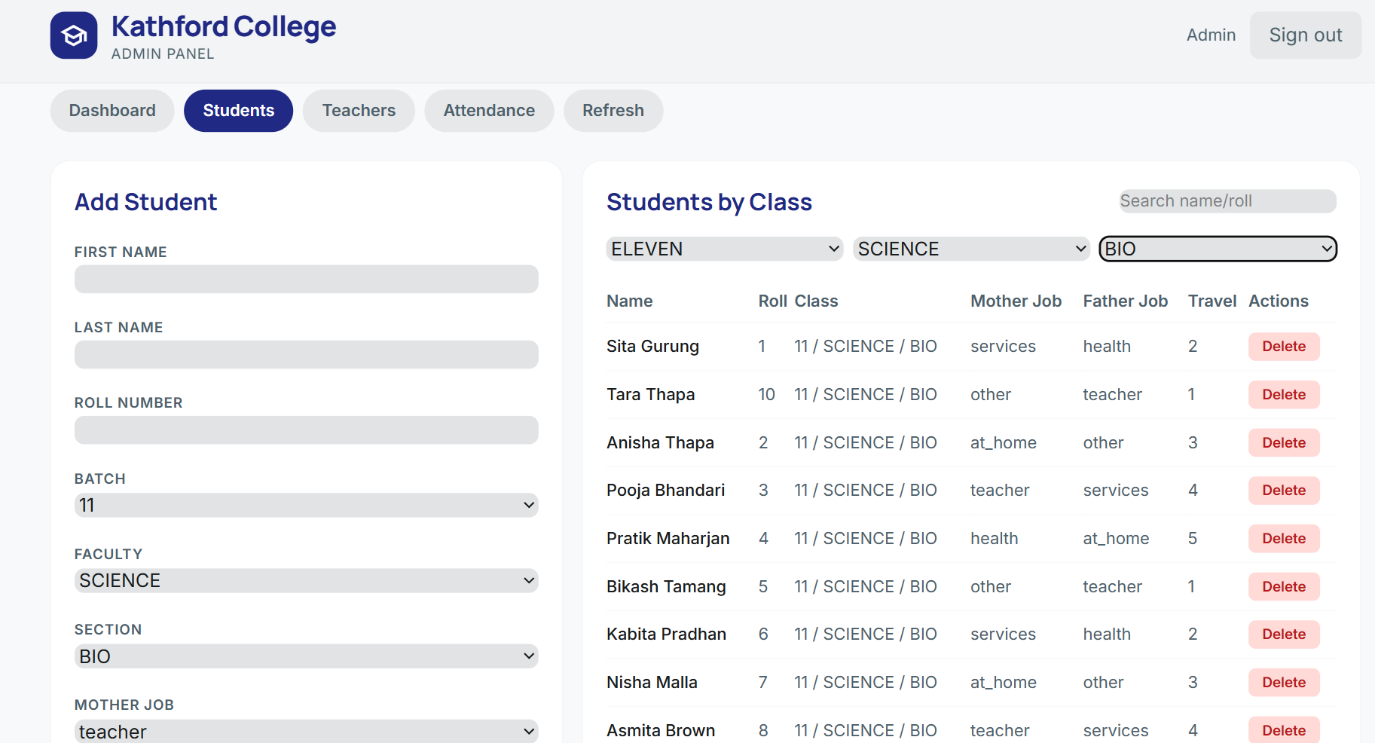 Kathford College
ADMIN PANEL
Admin
Sign out
Dashboard
Students
Teachers
Attendance
Refresh
Add Student
FIRST NAME
LAST NAME
ROLL NUMBER
BATCH
11
FACULTY
SCIENCE
SECTION
BIO
MOTHER JOB
teacher
Students by Class
Search name/roll
ELEVEN SCIENCE BIO
Name Roll Class Mother Job Father Job Travel Actions
Sita Gurung 1 11 / SCIENCE / BIO services health 2 Delete
Tara Thapa 10 11 / SCIENCE / BIO other teacher 1 Delete
Anisha Thapa 2 11 / SCIENCE / BIO at_home other 3 Delete
Pooja Bhandari 3 11 / SCIENCE / BIO teacher services 4 Delete
Pratik Maharjan 4 11 / SCIENCE / BIO health at_home 5 Delete
Bikash Tamang 5 11 / SCIENCE / BIO other teacher 1 Delete
Kabita Pradhan 6 11 / SCIENCE / BIO services health 2 Delete
Nisha Malla 7 11 / SCIENCE / BIO at_home other 3 Delete
Asmita Brown 8 11 / SCIENCE / BIO teacher services 4 Delete